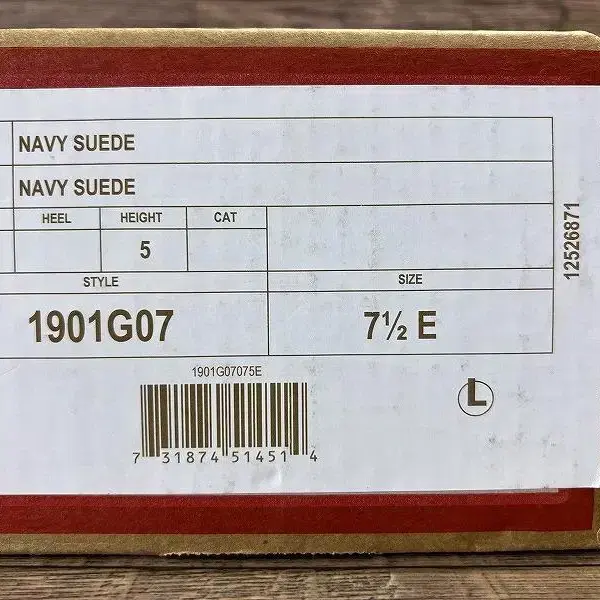 NAVY SUEDE
NAVY SUEDE
HEEL HEIGHT CAT
5
STYLE SIZE
1901G07 7½ E
1901G07075E
L
7 31874 51451 4
12526871